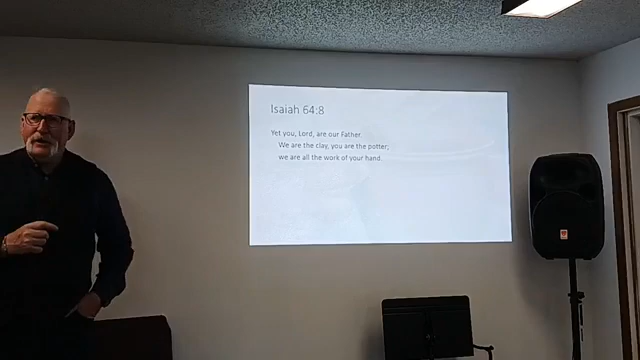 Isaiah 64:8
Yet you, Lord, are our Father.
We are the clay, you are the potter;
we are all the work of your hand.